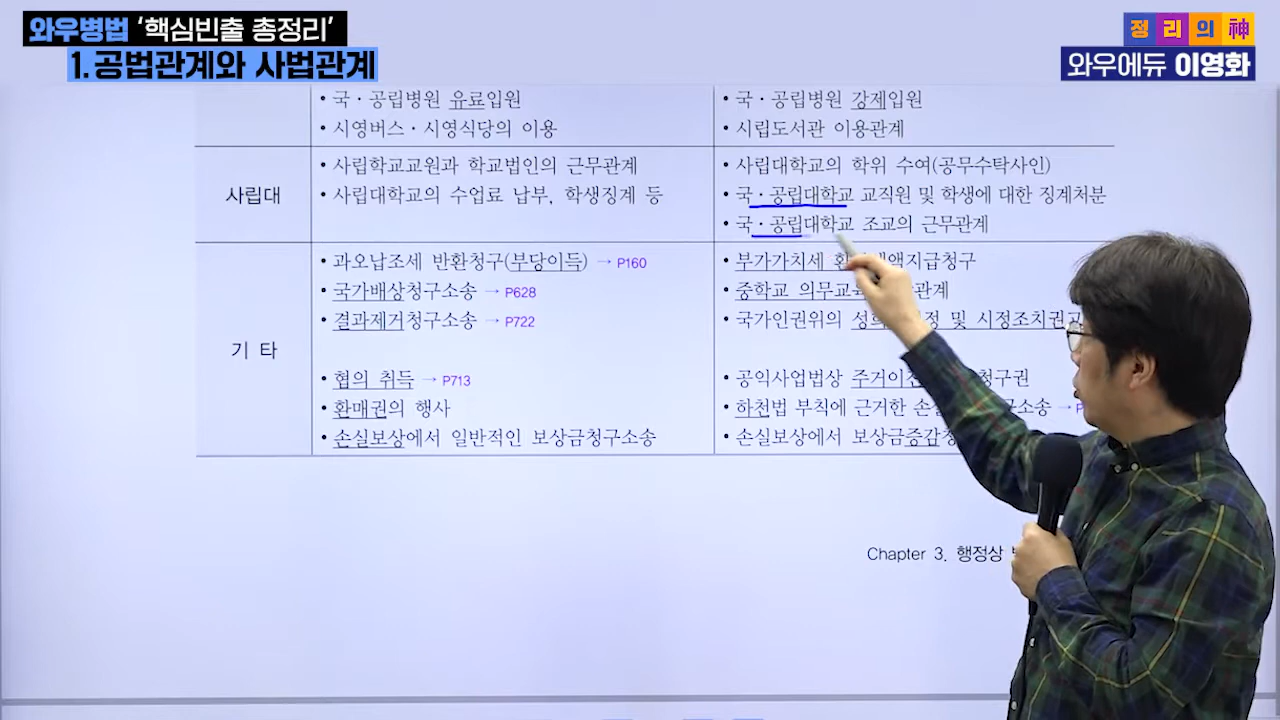 와우병법 '핵심빈출 총정리'
1. 공법관계와 사법관계
정리의神
와우에듀 이영화
• 국·공립병원 유료입원
• 시영버스·시영식당의 이용
• 국·공립병원 강제입원
• 시립도서관 이용관계
사립대
• 사립학교교원과 학교법인의 근무관계
• 사립대학교의 수업료 납부, 학생징계 등
• 사립대학교의 학위 수여(공무수탁사인)
• 국·공립대학교 교직원 및 학생에 대한 징계처분
• 국·공립대학교 조교의 근무관계
기 타
• 과오납조세 반환청구(부당이득) → P160
• 국가배상청구소송 → P628
• 결과제거청구소송 → P722
• 협의 취득 → P713
• 환매권의 행사
• 손실보상에서 일반적인 보상금청구소송
• 부가가치세 지급청구
• 중학교
• 국가인권위의 및
• 공익사업법상 청구권
• 하천법 부칙에 근거한
• 손실보상에서 보상금증감
Chapter 3. 행정상